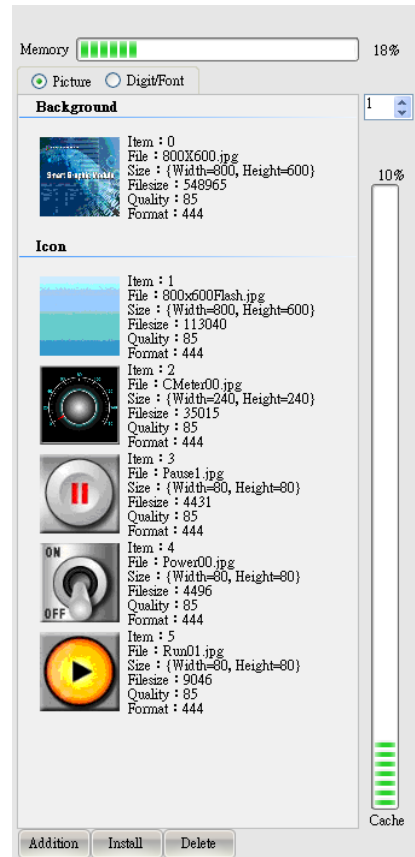 Memory 18%
Picture Digit/Font
Background
1
Item : 0
File : 800X600.jpg
Size : {Width=800, Height=600}
Filesize : 548965
Quality : 85
Format : 444
Smart Graphic Module
10%
Icon
Item : 1
File : 800x600Flash.jpg
Size : {Width=800, Height=600}
Filesize : 113040
Quality : 85
Format : 444
Item : 2
File : CMeter00.jpg
Size : {Width=240, Height=240}
Filesize : 35015
Quality : 85
Format : 444
Item : 3
File : Pause1.jpg
Size : {Width=80, Height=80}
Filesize : 4431
Quality : 85
Format : 444
ON
OFF
Item : 4
File : Power00.jpg
Size : {Width=80, Height=80}
Filesize : 4496
Quality : 85
Format : 444
Item : 5
File : Run01.jpg
Size : {Width=80, Height=80}
Filesize : 9046
Quality : 85
Format : 444
Cache
Addition Install Delete